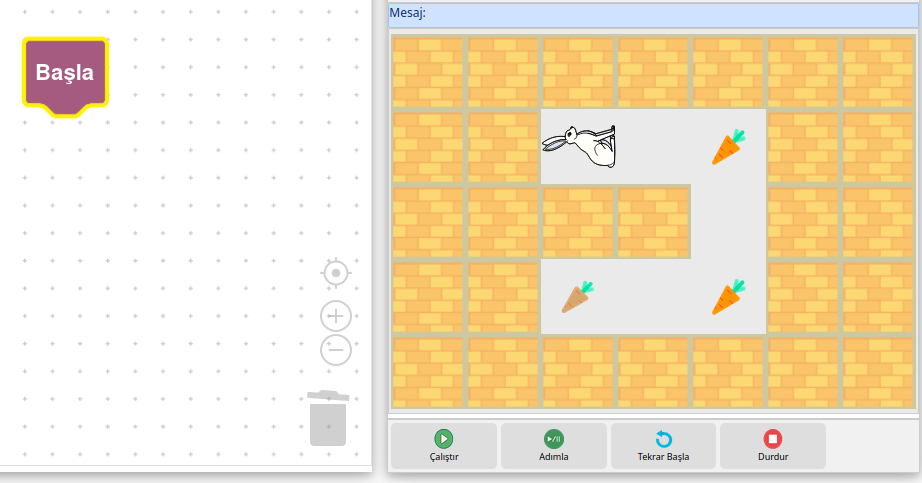 Mesaj:
Başla
Çalıştır
Adımla
Tekrar Başla
Durdur